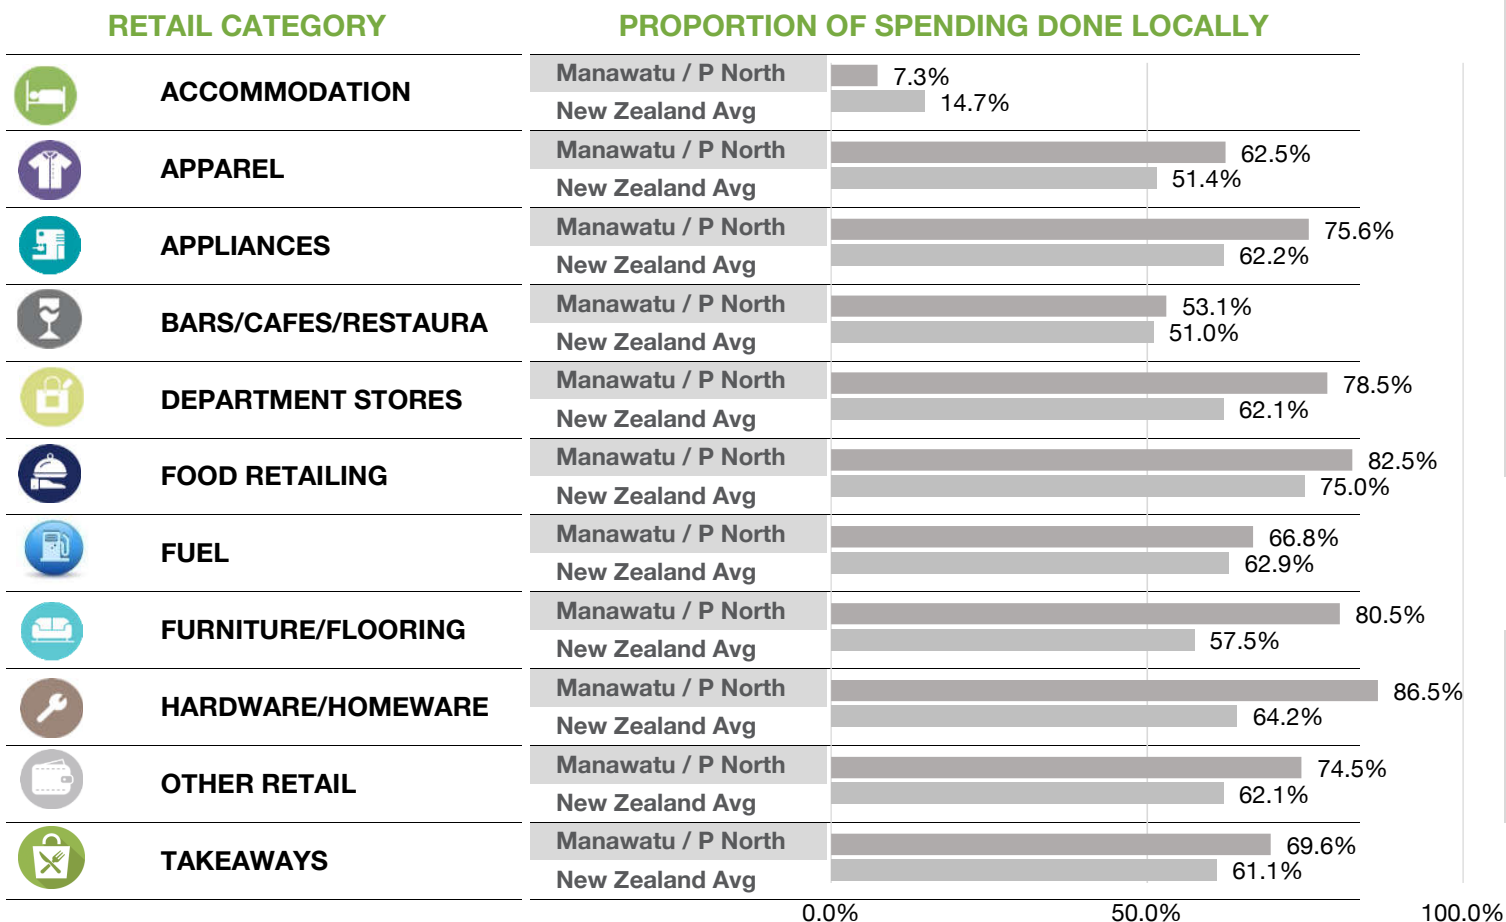 RETAIL CATEGORY PROPORTION OF SPENDING DONE LOCALLY
ACCOMMODATION
Manawatu / P North 7.3%
New Zealand Avg 14.7%
APPAREL
Manawatu / P North 62.5%
New Zealand Avg 51.4%
APPLIANCES
Manawatu / P North 75.6%
New Zealand Avg 62.2%
BARS/CAFES/RESTAURA
Manawatu / P North 53.1%
New Zealand Avg 51.0%
DEPARTMENT STORES
Manawatu / P North 78.5%
New Zealand Avg 62.1%
FOOD RETAILING
Manawatu / P North 82.5%
New Zealand Avg 75.0%
FUEL
Manawatu / P North 66.8%
New Zealand Avg 62.9%
FURNITURE/FLOORING
Manawatu / P North 80.5%
New Zealand Avg 57.5%
HARDWARE/HOMEWARE
Manawatu / P North 86.5%
New Zealand Avg 64.2%
OTHER RETAIL
Manawatu / P North 74.5%
New Zealand Avg 62.1%
TAKEAWAYS
Manawatu / P North 69.6%
New Zealand Avg 61.1%
0.0% 50.0% 100.0%